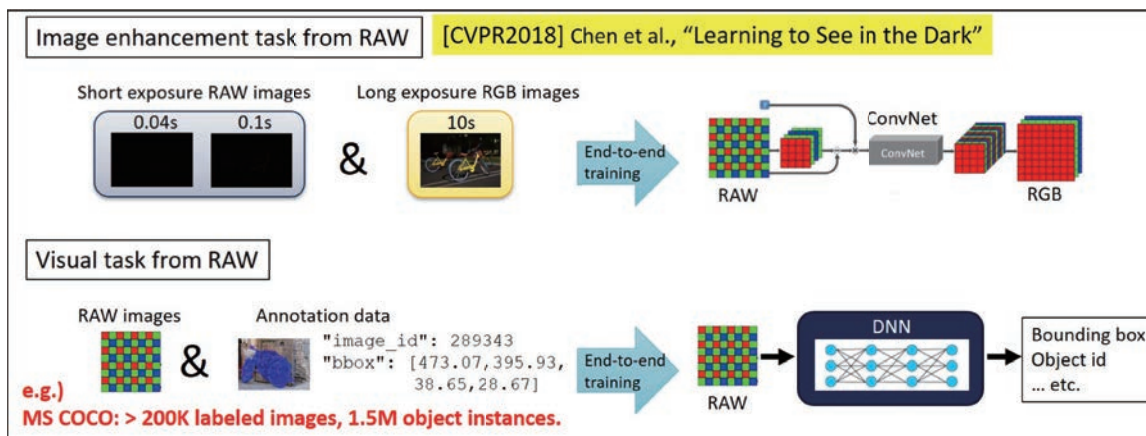 Image enhancement task from RAW
[CVPR2018] Chen et al., “Learning to See in the Dark”
Short exposure RAW images
Long exposure RGB images
0.04s
0.1s
10s
&
End-to-end
training
ConvNet
ConvNet
RAW
RGB
Visual task from RAW
RAW images
Annotation data
&
"image_id": 289343
"bbox": [473.07,395.93,
38.65,28.67]
End-to-end
training
RAW
DNN
Bounding box
Object id
... etc.
e.g.)
MS COCO: > 200K labeled images, 1.5M object instances.